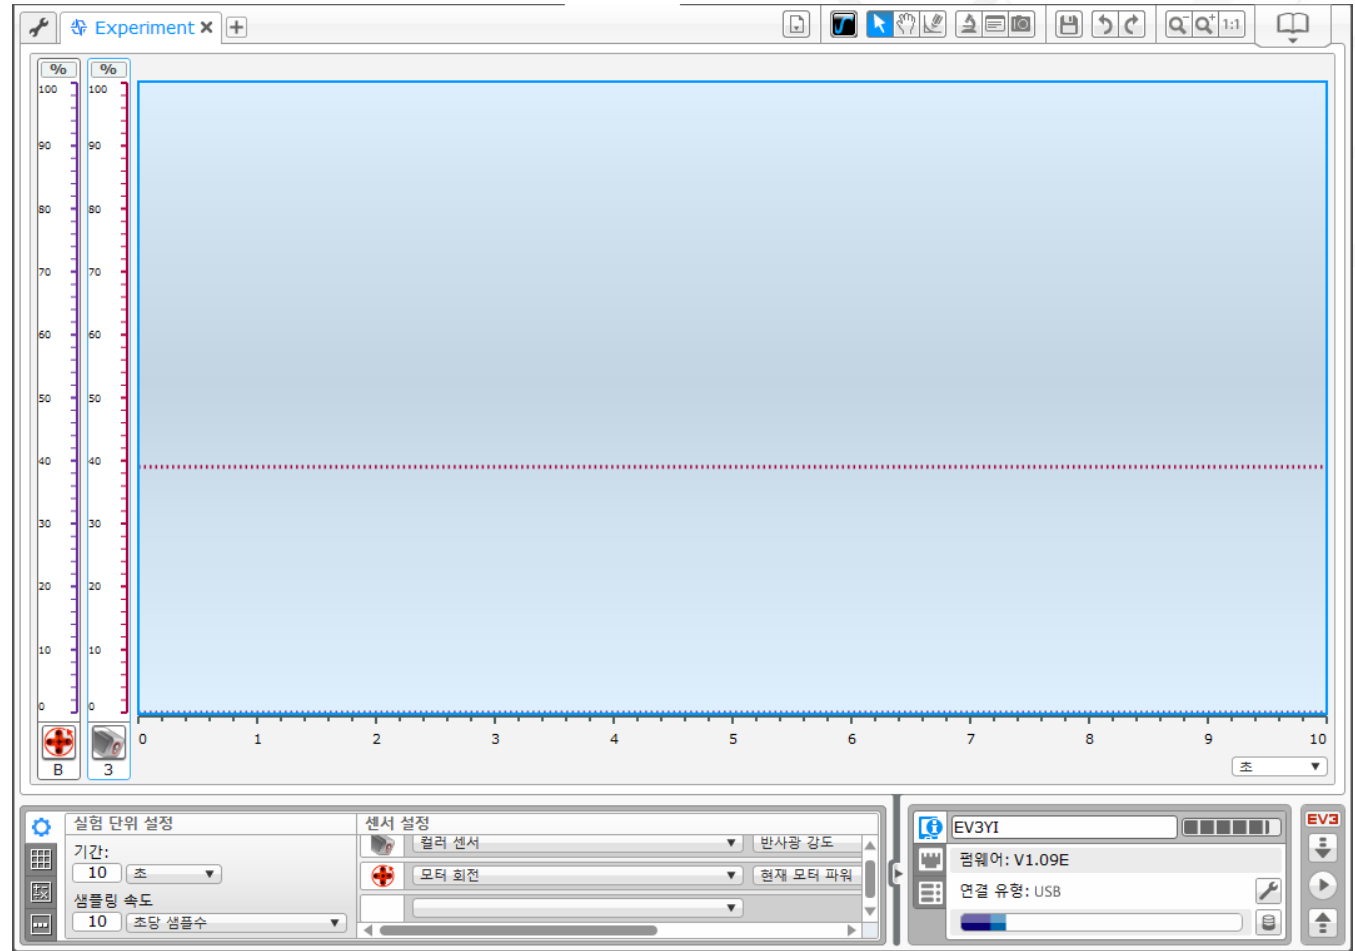 Experiment
1:1
% %
100 100
90 90
80 80
70 70
60 60
50 50
40 40
30 30
20 20
10 10
0 0
0 1 2 3 4 5 6 7 8 9 10
B 3
초
실험 단위 설정
기간:
10 초
샘플링 속도
10 초당 샘플수
센서 설정
컬러 센서 반사광 강도
모터 회전 현재 모터 파워
EV3YI
펌웨어: V1.09E
연결 유형: USB
EV3